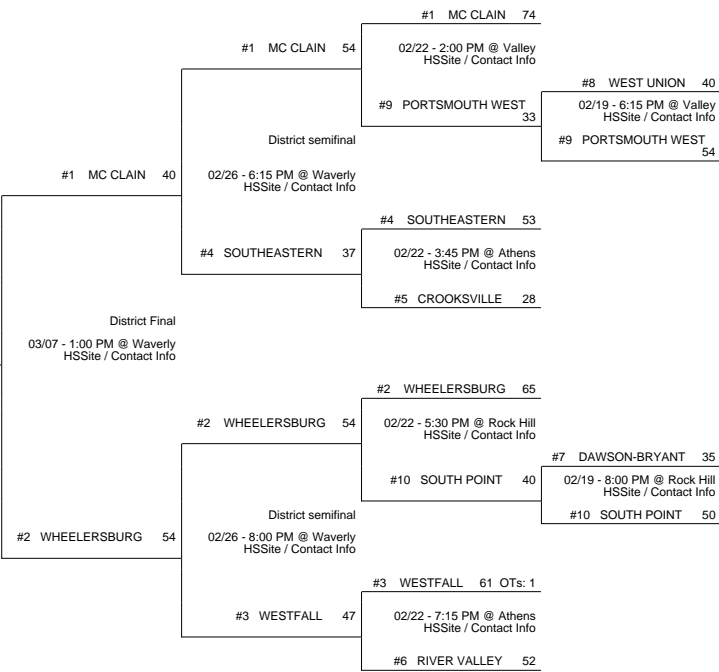 #1 MC CLAIN 74
#1 MC CLAIN 54
02/22 - 2:00 PM @ Valley
HSSite / Contact Info
#8 WEST UNION 40
#9 PORTSMOUTH WEST
33
02/19 - 6:15 PM @ Valley
HSSite / Contact Info
#9 PORTSMOUTH WEST
54
District semifinal
#1 MC CLAIN 40
02/26 - 6:15 PM @ Waverly
HSSite / Contact Info
#4 SOUTHEASTERN 53
#4 SOUTHEASTERN 37
02/22 - 3:45 PM @ Athens
HSSite / Contact Info
#5 CROOKSVILLE 28
District Final
03/07 - 1:00 PM @ Waverly
HSSite / Contact Info
#2 WHEELERSBURG 65
#2 WHEELERSBURG 54
02/22 - 5:30 PM @ Rock Hill
HSSite / Contact Info
#7 DAWSON-BRYANT 35
#10 SOUTH POINT 40
02/19 - 8:00 PM @ Rock Hill
HSSite / Contact Info
#10 SOUTH POINT 50
District semifinal
#2 WHEELERSBURG 54
02/26 - 8:00 PM @ Waverly
HSSite / Contact Info
#3 WESTFALL 61 OTs: 1
#3 WESTFALL 47
02/22 - 7:15 PM @ Athens
HSSite / Contact Info
#6 RIVER VALLEY 52